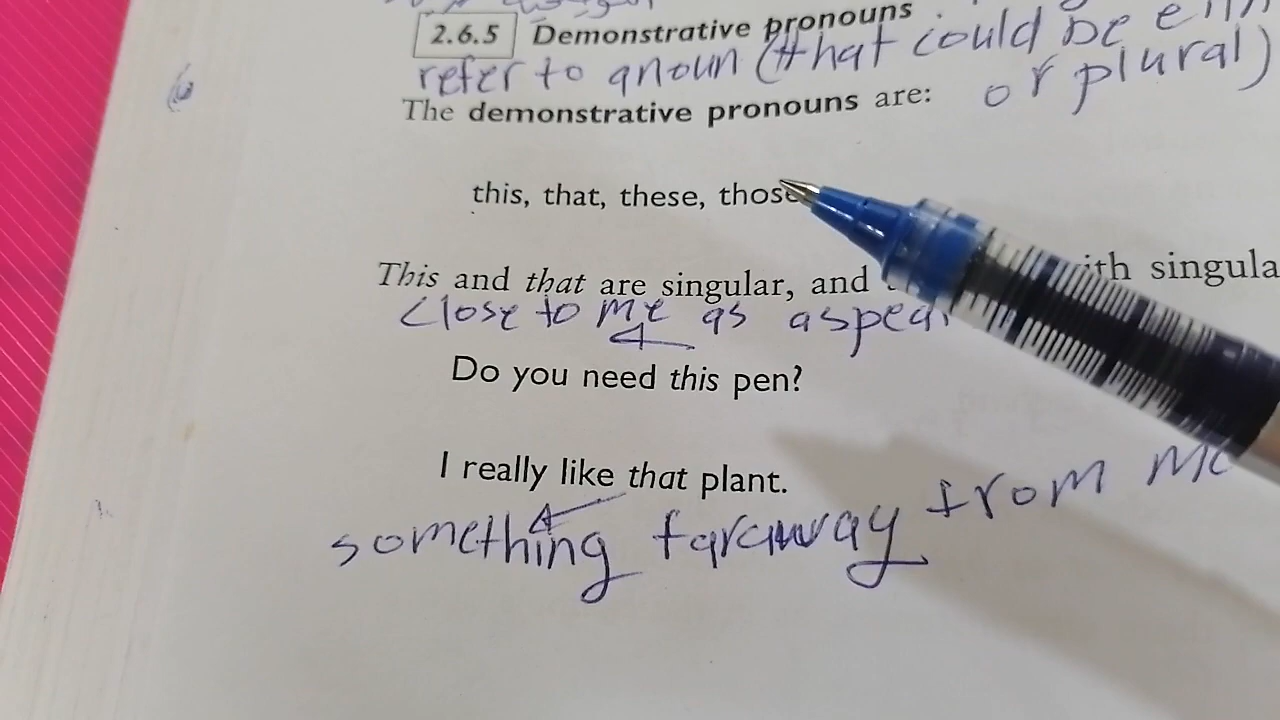 2.6.5 Demonstrative pronouns
refer to a noun (that could be
or plural)
The demonstrative pronouns are:
this, that, these, those
This and that are singular, and
close to me as
Do you need this pen?
I really like that plant.
something faraway from me